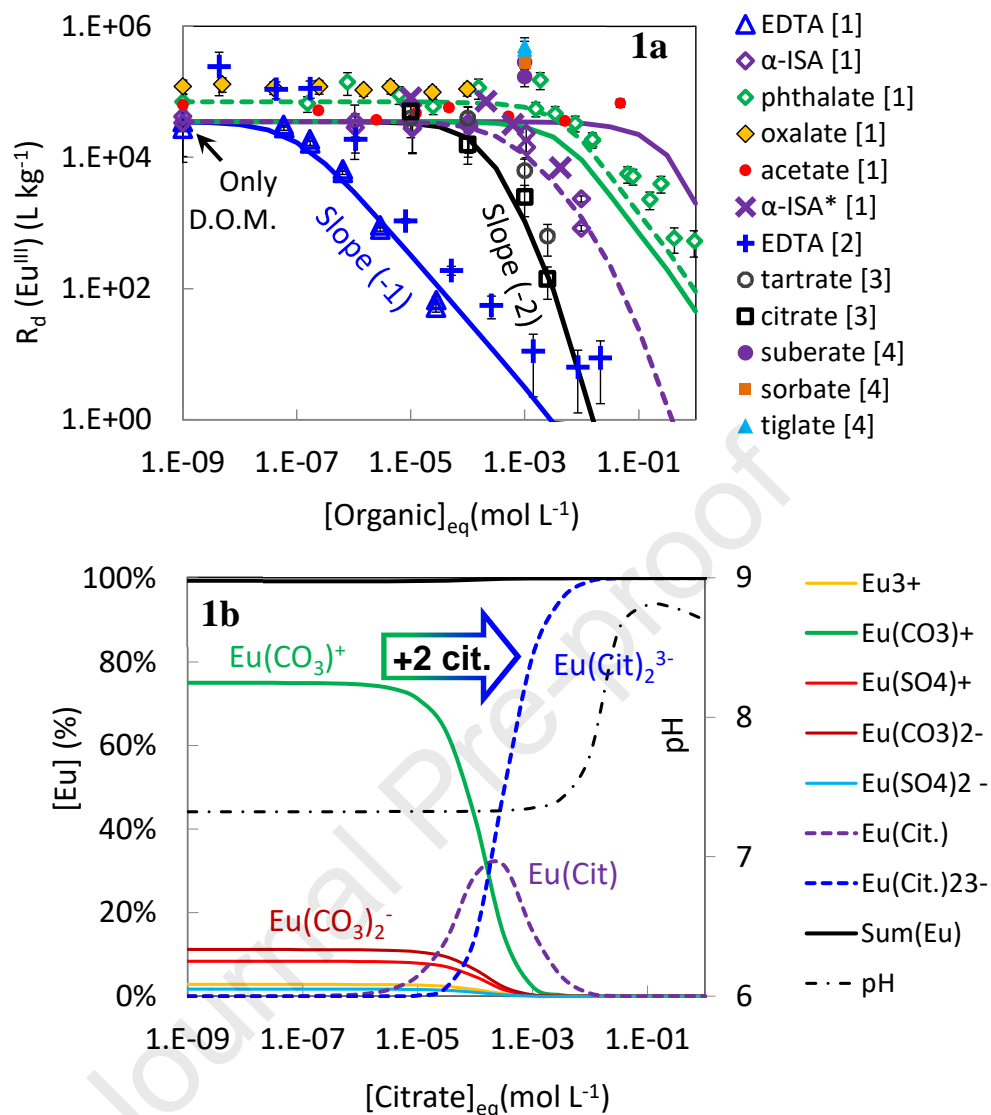 1a
1.E+06
1.E+04
1.E+02
1.E+00
R_d (Eu^III) (L kg^-1)
Only
D.O.M.
Slope (-1)
Slope (-2)
1.E-09 1.E-07 1.E-05 1.E-03 1.E-01
[Organic]_eq(mol L^-1)
EDTA [1]
α-ISA [1]
phthalate [1]
oxalate [1]
acetate [1]
α-ISA* [1]
EDTA [2]
tartrate [3]
citrate [3]
suberate [4]
sorbate [4]
tiglate [4]
1b
100%
80%
60%
40%
20%
0%
[Eu] (%)
Eu(CO₃)⁺
+2 cit.
Eu(Cit)₂³⁻
Eu(Cit)
Eu(CO₃)₂⁻
9
8
7
6
pH
1.E-09 1.E-07 1.E-05 1.E-03 1.E-01
[Citrate]_eq(mol L^-1)
Eu3+
Eu(CO3)+
Eu(SO4)+
Eu(CO3)2-
Eu(SO4)2 -
Eu(Cit.)
Eu(Cit.)23-
Sum(Eu)
pH
Journal Pre-proof